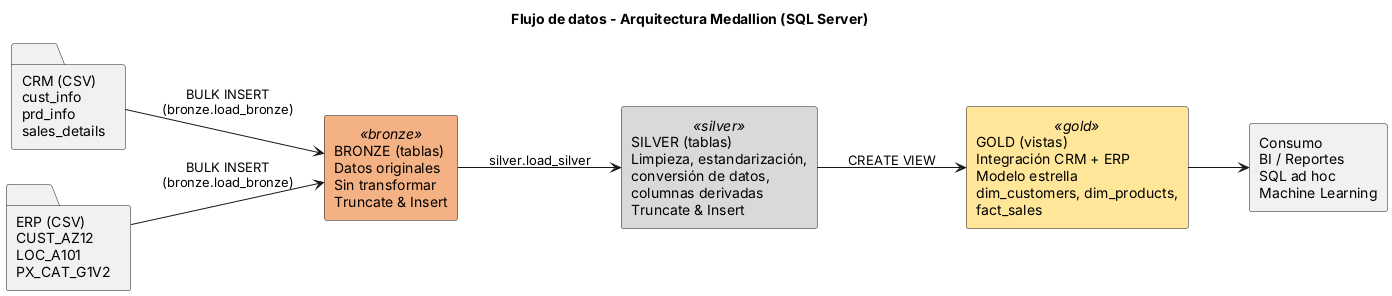 Flujo de datos - Arquitectura Medallion (SQL Server)
CRM (CSV)
cust_info
prd_info
sales_details
BULK INSERT
(bronze.load_bronze)
ERP (CSV)
CUST_AZ12
LOC_A101
PX_CAT_G1V2
BULK INSERT
(bronze.load_bronze)
«bronze»
BRONZE (tablas)
Datos originales
Sin transformar
Truncate & Insert
silver.load_silver
«silver»
SILVER (tablas)
Limpieza, estandarización,
conversión de datos,
columnas derivadas
Truncate & Insert
CREATE VIEW
«gold»
GOLD (vistas)
Integración CRM + ERP
Modelo estrella
dim_customers, dim_products,
fact_sales
Consumo
BI / Reportes
SQL ad hoc
Machine Learning